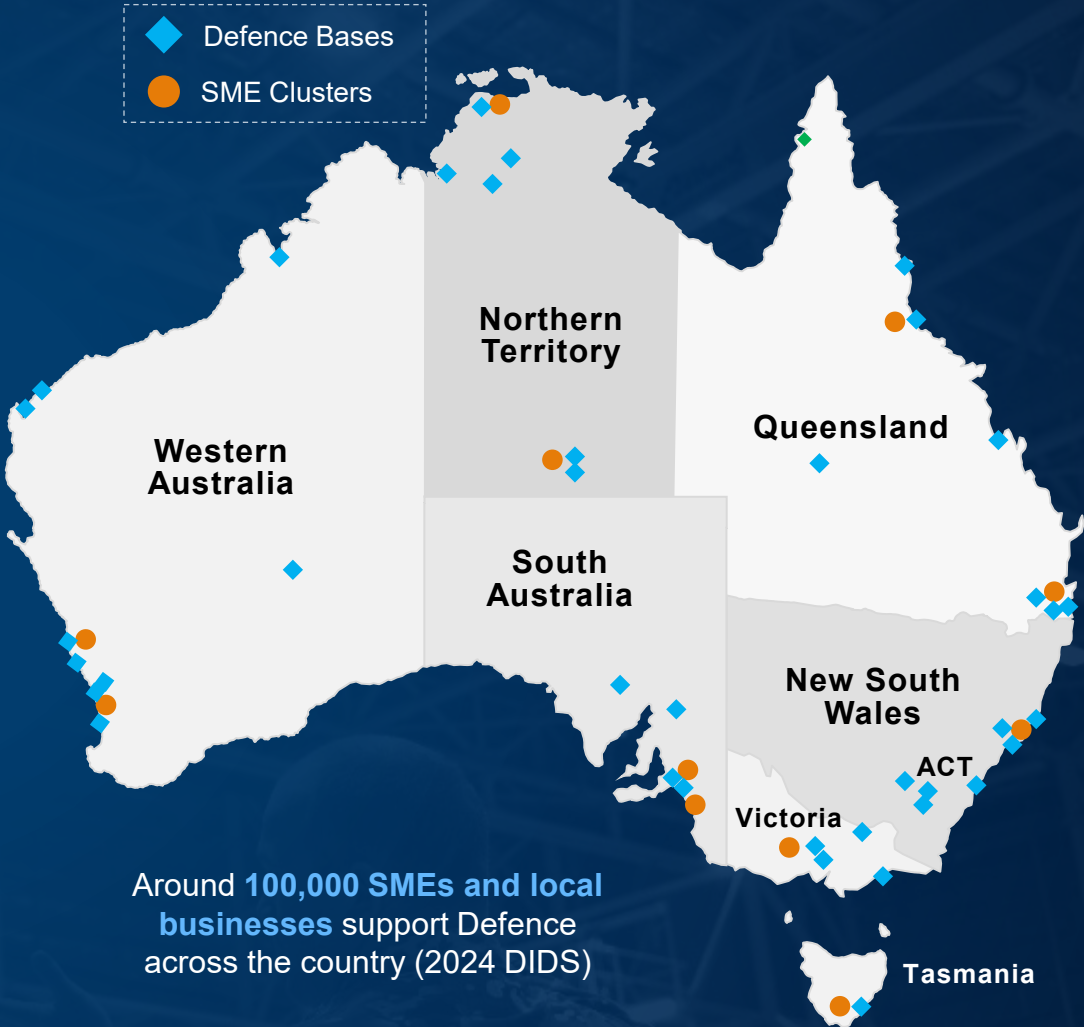 Defence Bases
SME Clusters
Northern
Territory
Western
Australia
Queensland
South
Australia
New South
Wales
ACT
Victoria
Around 100,000 SMEs and local
businesses support Defence
across the country (2024 DIDS)
Tasmania